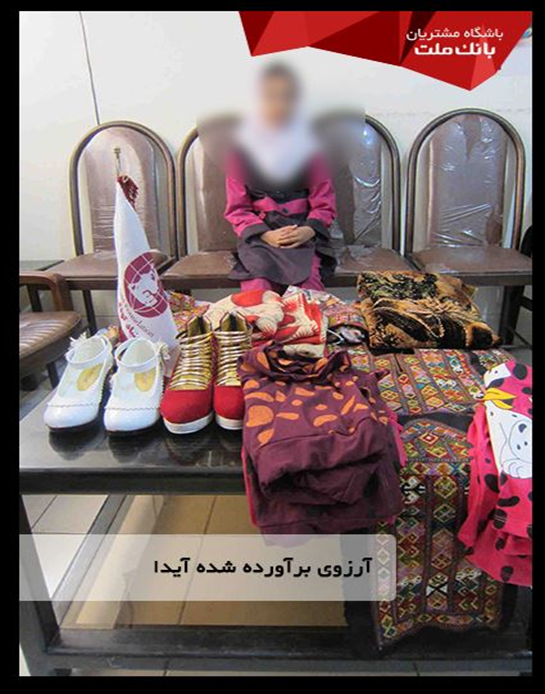 باشگاه مشتریان
بانک ملت
آرزوی برآورده شده آیدا